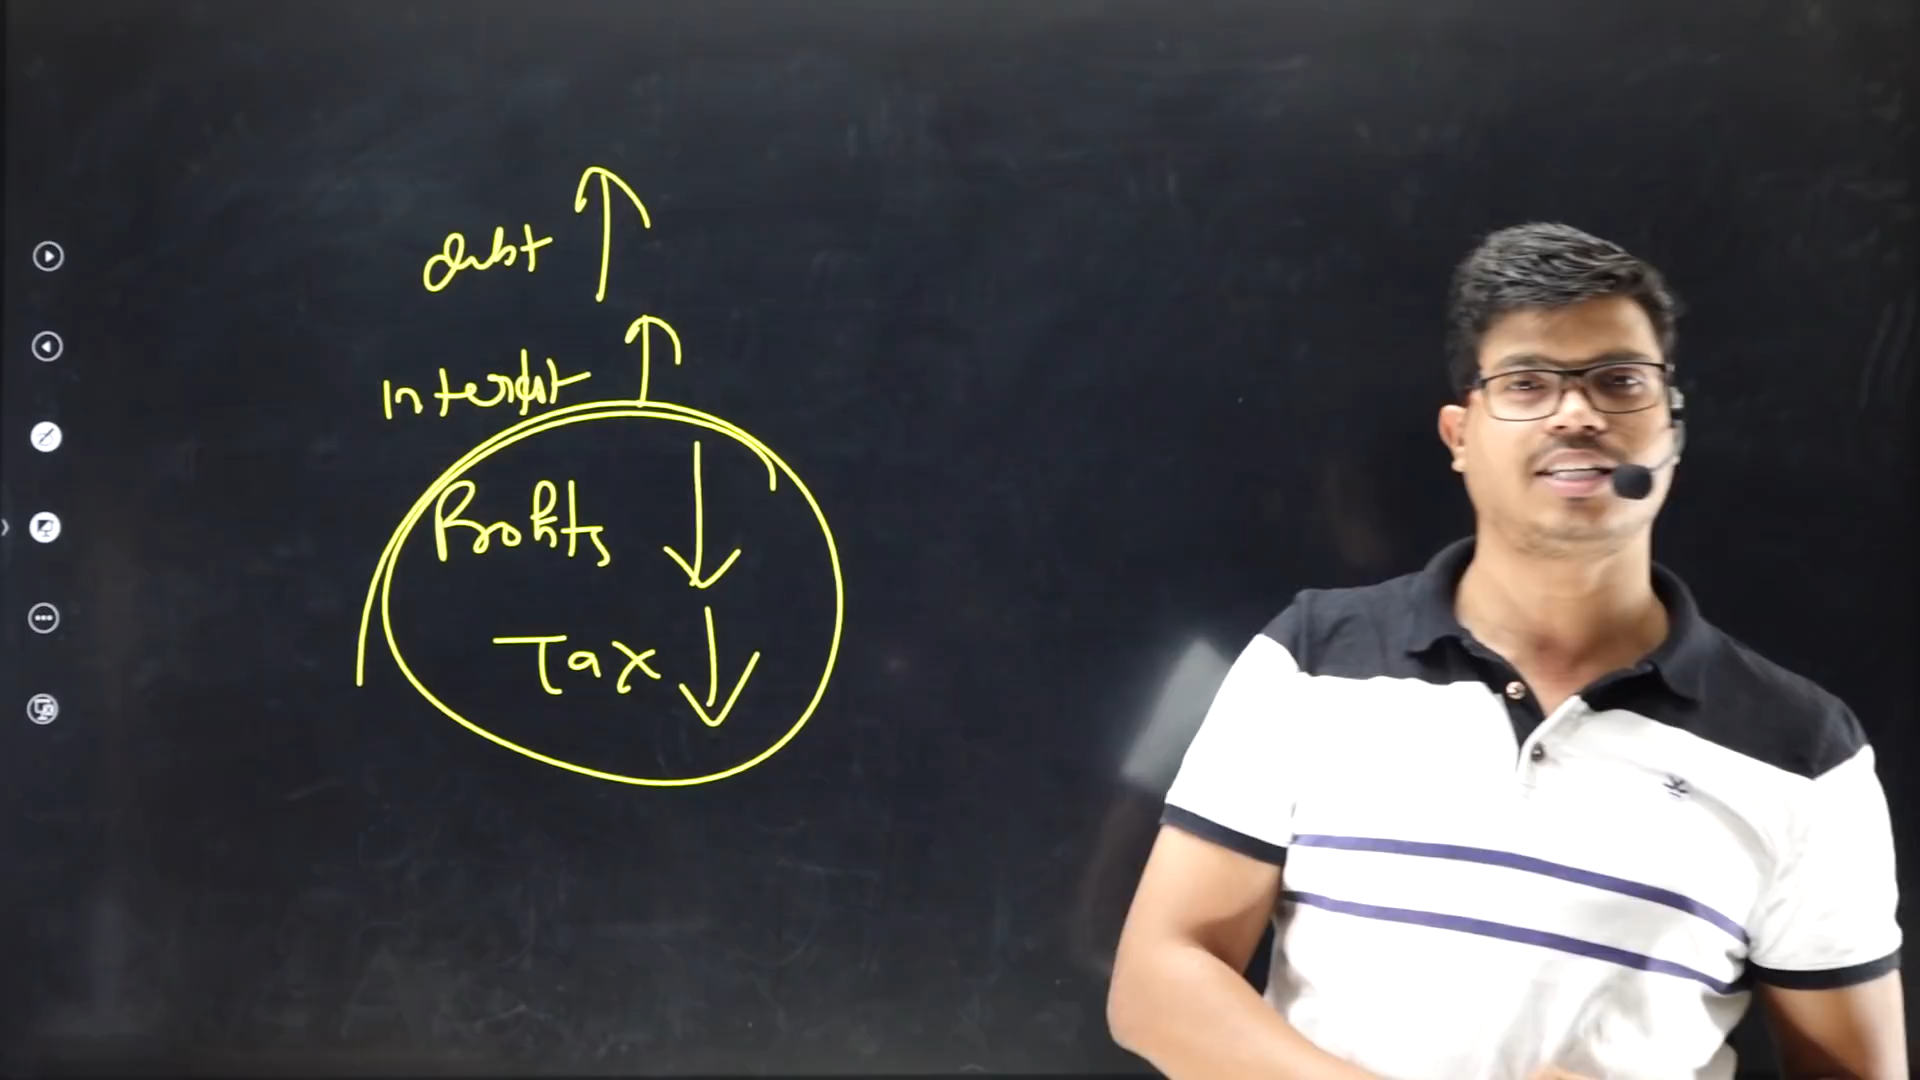 debt ↑
Interest ↑
Profits ↓
Tax ↓